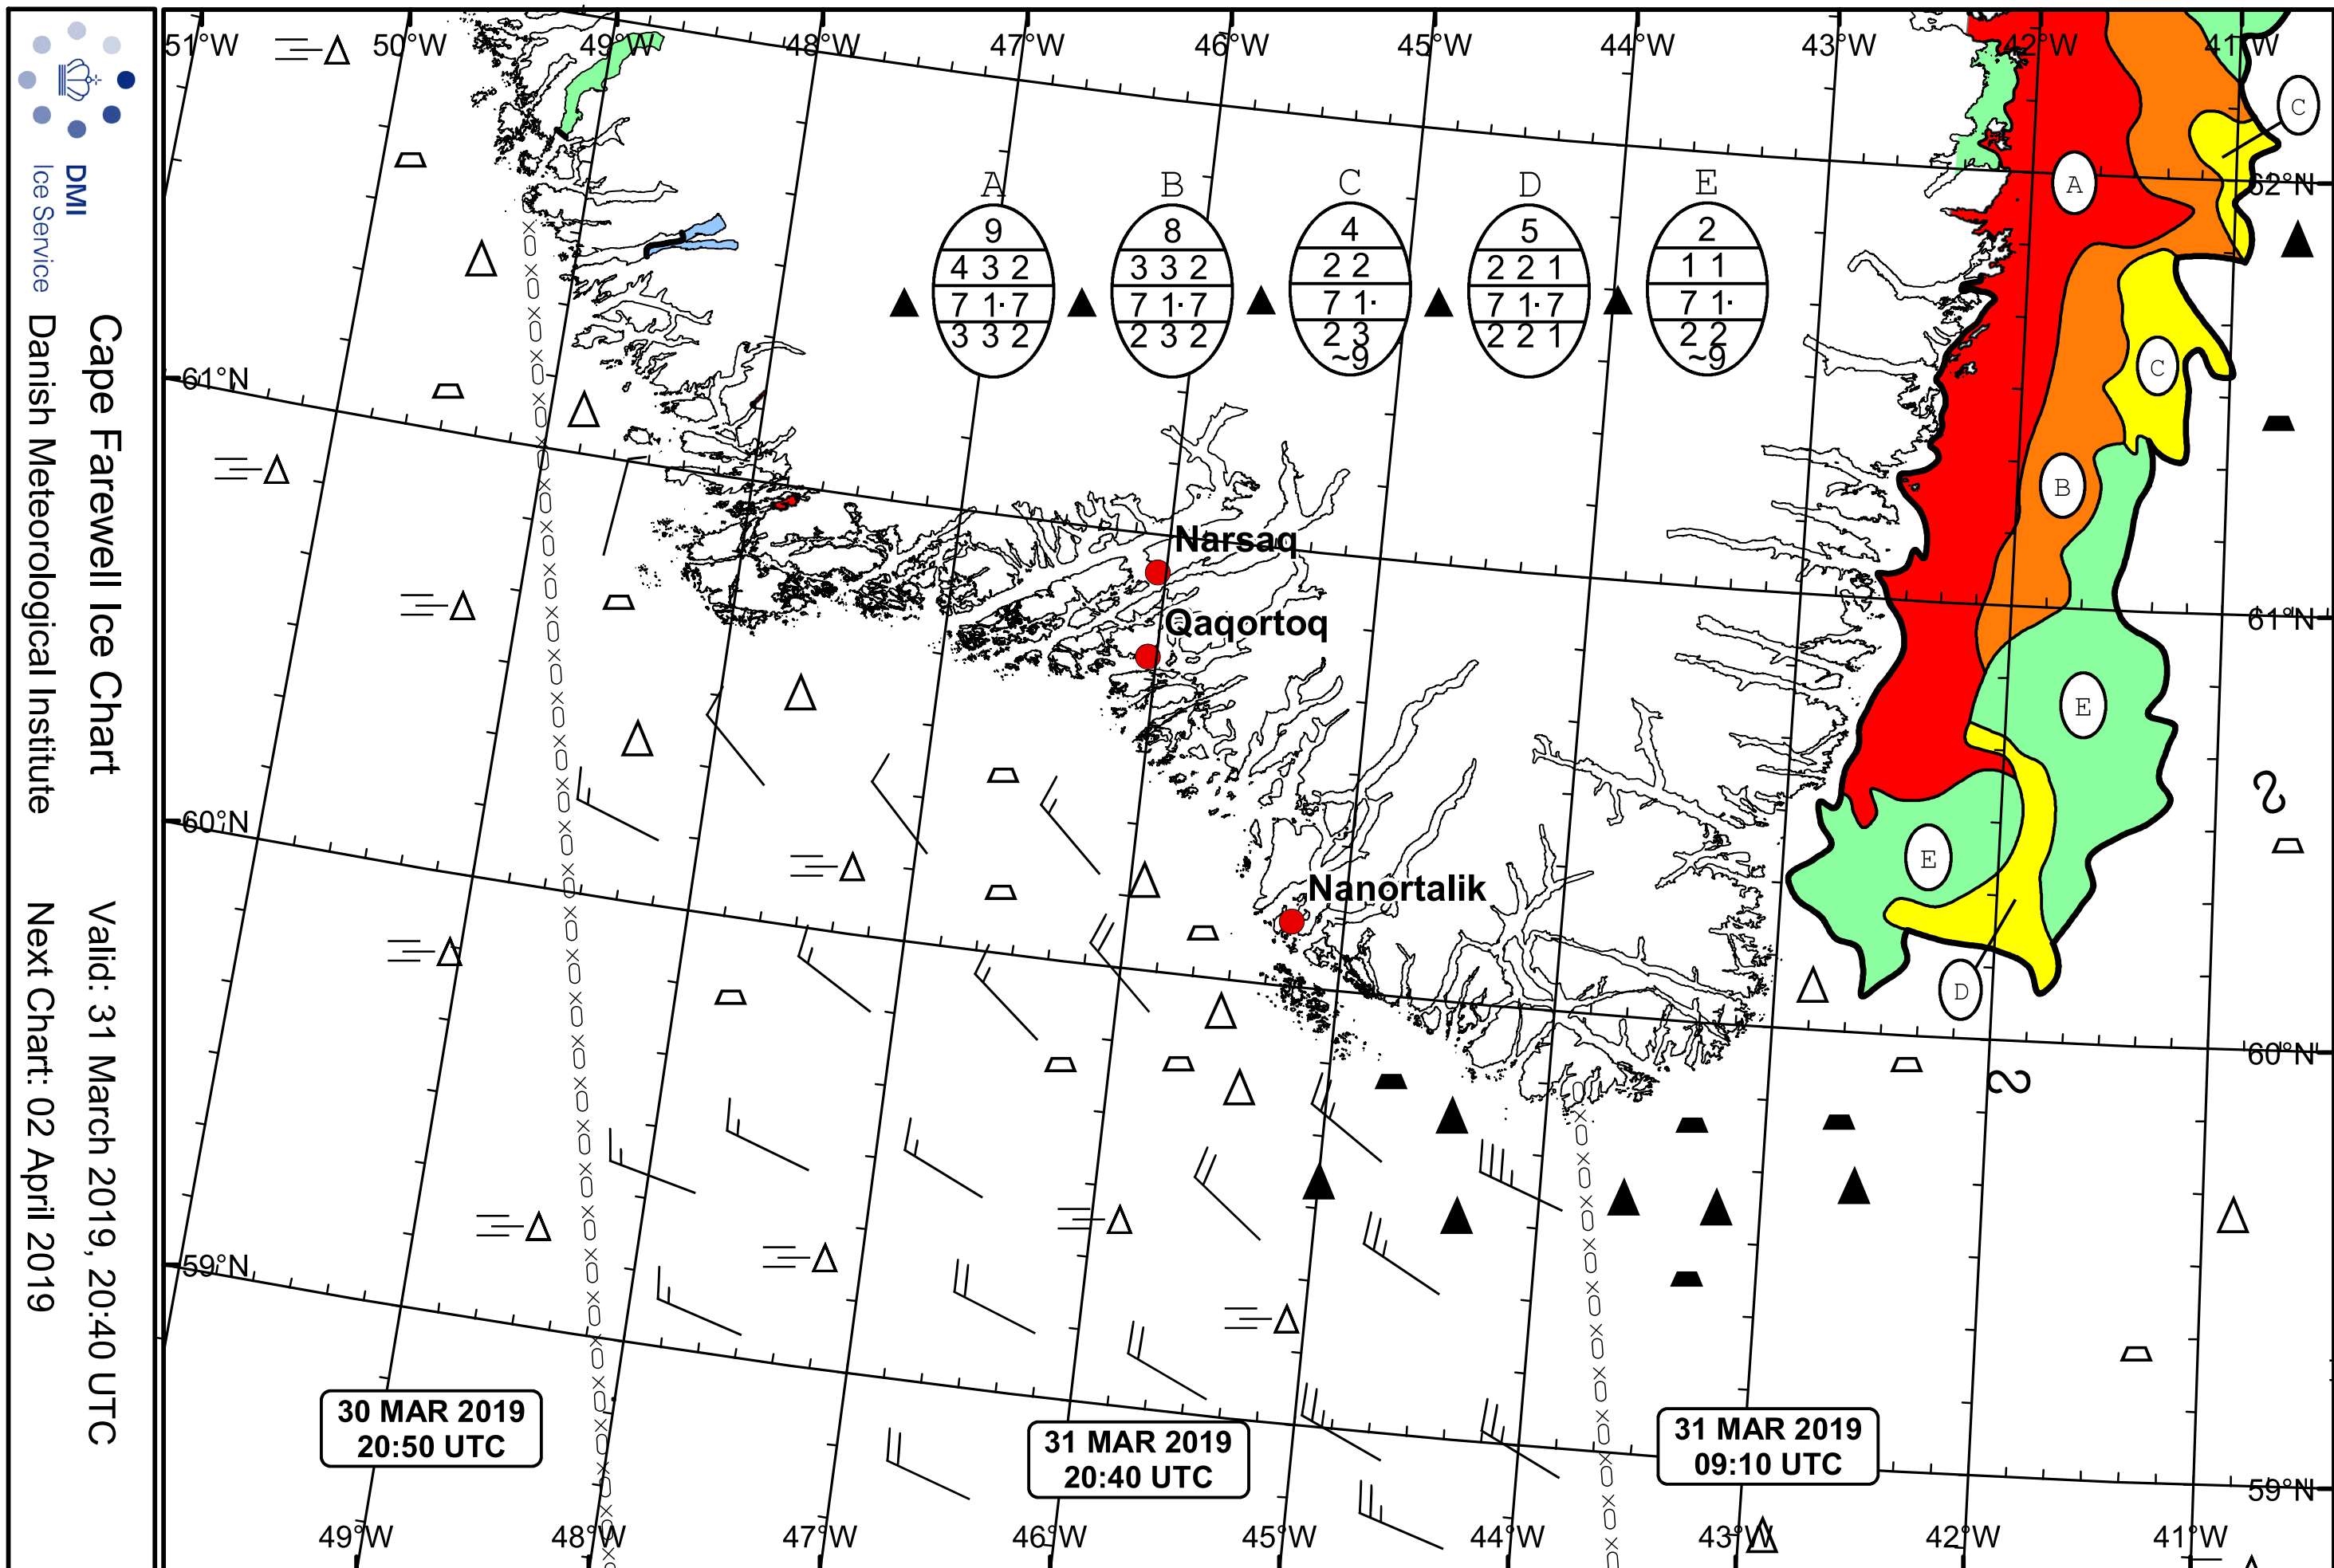 DMI
Ice Service
Cape Farewell Ice Chart
Danish Meteorological Institute
Valid: 31 March 2019, 20:40 UTC
Next Chart: 02 April 2019
51°W 50°W 49°W 48°W 47°W 46°W 45°W 44°W 43°W 42°W 41°W
C
A
62°N
A B C D E
9 8 4 5 2
4 3 2 3 3 2 2 2 2 2 1 1 1
7 1· 7 7 1· 7 7 1· 7 1· 7 7 1·
3 3 2 2 3 2 2 3 2 2 1 2 2
~9 ~9
61°N
C
B
Narsaq
61°N
Qaqortoq
E
60°N
E
Nanortalik
D
60°N
59°N
30 MAR 2019
20:50 UTC
31 MAR 2019
20:40 UTC
31 MAR 2019
09:10 UTC
59°N
49°W 48°W 47°W 46°W 45°W 44°W 43°W 42°W 41°W